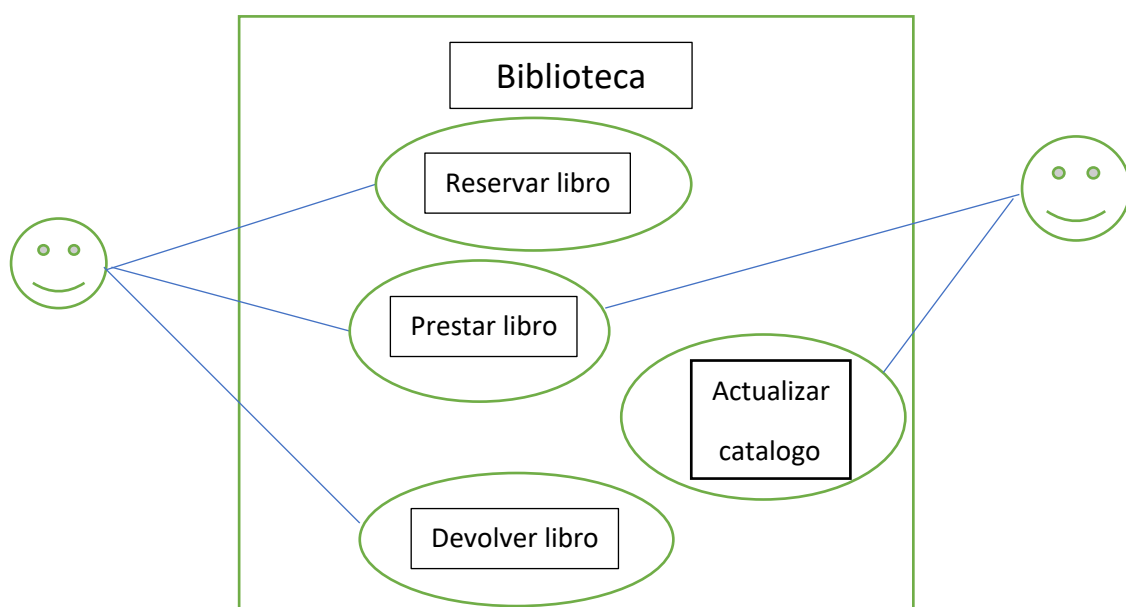 Biblioteca
Reservar libro
Prestar libro
Actualizar
catalogo
Devolver libro